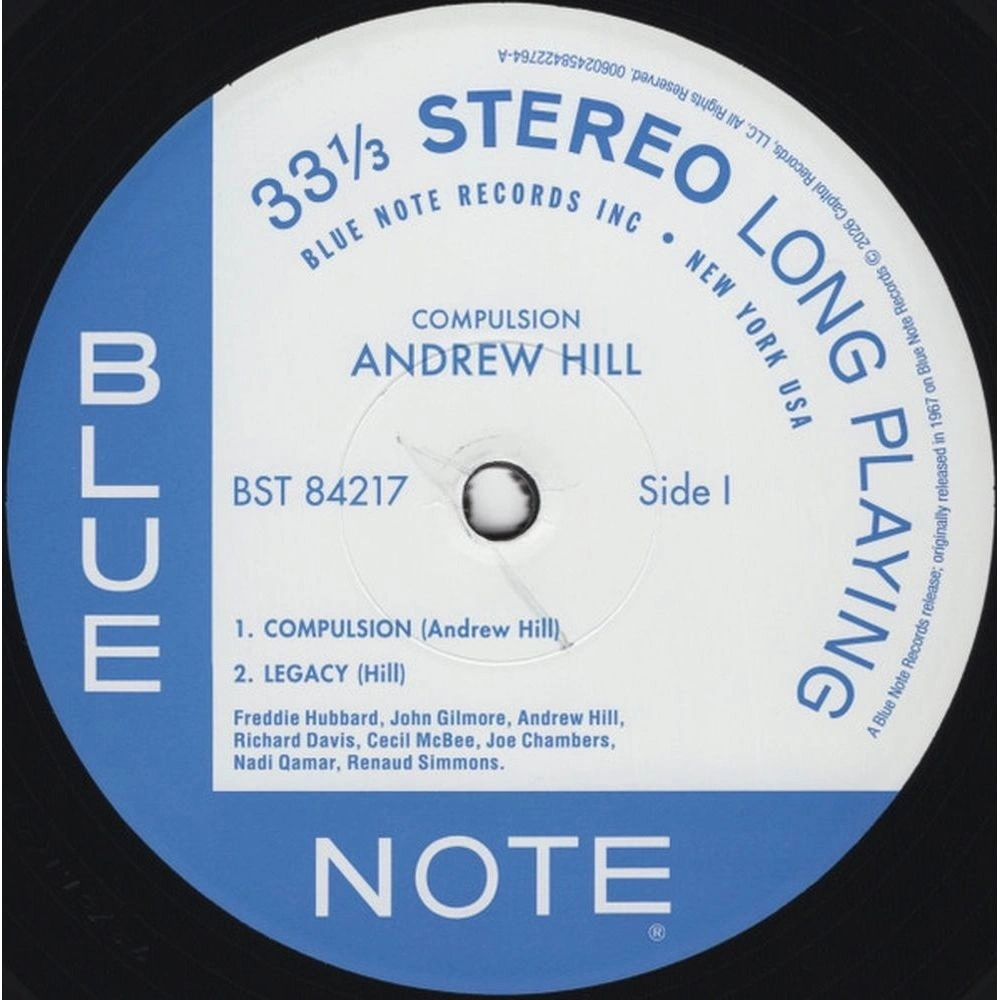 33 1/3 STEREO LONG PLAYING
BLUE NOTE RECORDS INC • NEW YORK USA
A Blue Note Records release; originally released in 1967 on Blue Note Records © 2026 Capitol Records, LLC. All Rights Reserved. 00602458422764-A
COMPULSION
ANDREW HILL
BST 84217
Side I
1. COMPULSION (Andrew Hill)
2. LEGACY (Hill)
Freddie Hubbard, John Gilmore, Andrew Hill,
Richard Davis, Cecil McBee, Joe Chambers,
Nadi Qamar, Renaud Simmons.
BLUE
NOTE
®